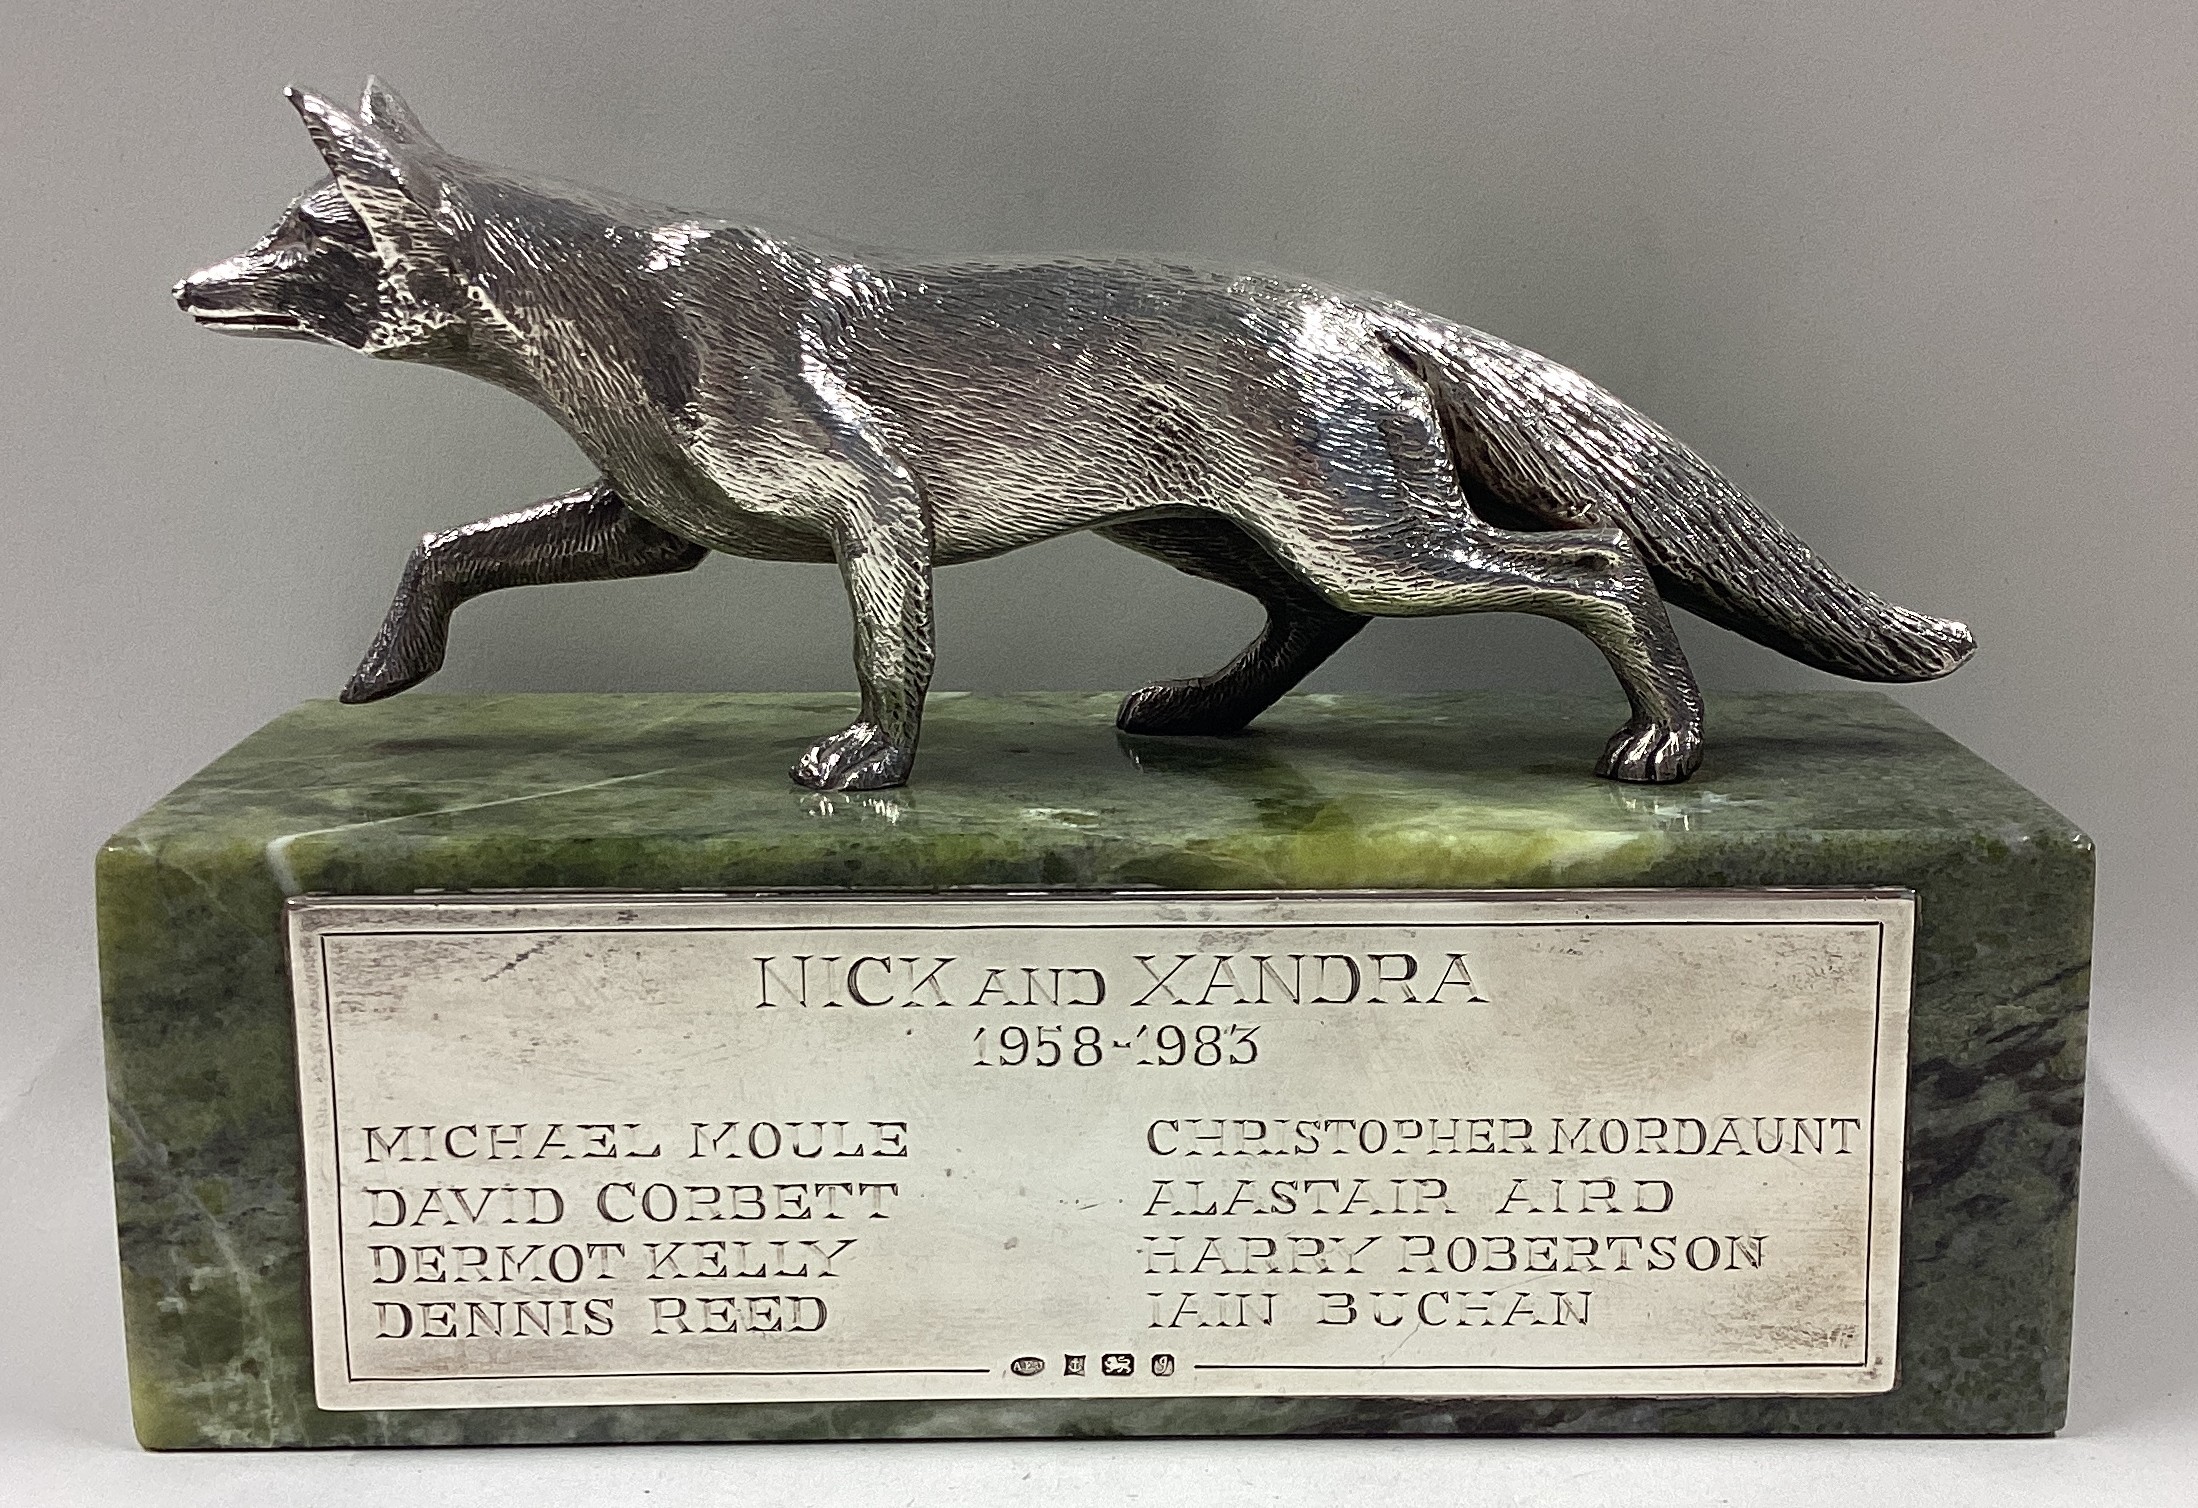 NICK AND XANDRA
1958-1983
MICHAEL MOULE
DAVID CORBETT
DERMOT KELLY
DENNIS REED
CHRISTOPHER MORDAUNT
ALASTAIR AIRD
HARRY ROBERTSON
IAIN BUCHAN